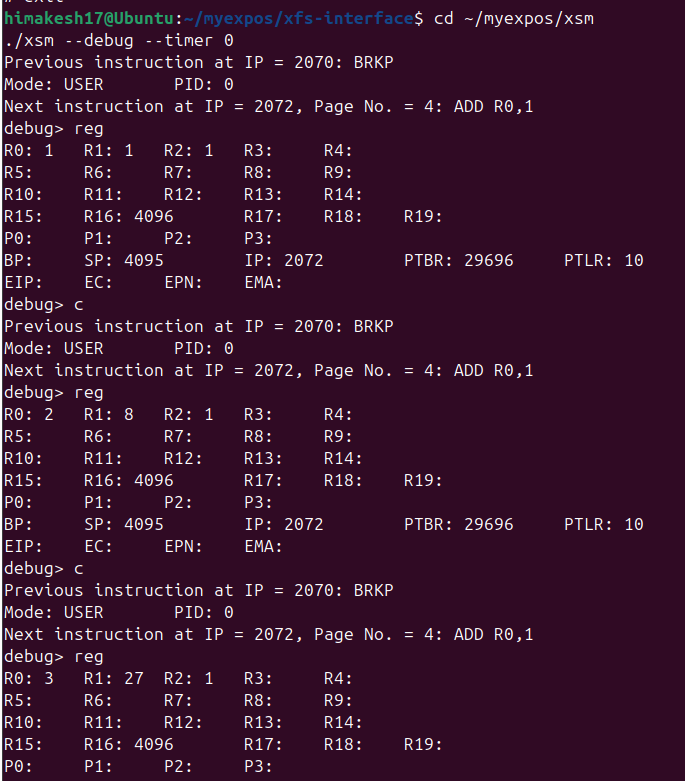 # exit
himakesh17@Ubuntu:~/myexpos/xfs-interface$ cd ~/myexpos/xsm
./xsm --debug --timer 0
Previous instruction at IP = 2070: BRKP
Mode: USER PID: 0
Next instruction at IP = 2072, Page No. = 4: ADD R0,1
debug> reg
R0: 1 R1: 1 R2: 1 R3: R4:
R5: R6: R7: R8: R9:
R10: R11: R12: R13: R14:
R15: R16: 4096 R17: R18: R19:
P0: P1: P2: P3:
BP: SP: 4095 IP: 2072 PTBR: 29696 PTLR: 10
EIP: EC: EPN: EMA:
debug> c
Previous instruction at IP = 2070: BRKP
Mode: USER PID: 0
Next instruction at IP = 2072, Page No. = 4: ADD R0,1
debug> reg
R0: 2 R1: 8 R2: 1 R3: R4:
R5: R6: R7: R8: R9:
R10: R11: R12: R13: R14:
R15: R16: 4096 R17: R18: R19:
P0: P1: P2: P3:
BP: SP: 4095 IP: 2072 PTBR: 29696 PTLR: 10
EIP: EC: EPN: EMA:
debug> c
Previous instruction at IP = 2070: BRKP
Mode: USER PID: 0
Next instruction at IP = 2072, Page No. = 4: ADD R0,1
debug> reg
R0: 3 R1: 27 R2: 1 R3: R4:
R5: R6: R7: R8: R9:
R10: R11: R12: R13: R14:
R15: R16: 4096 R17: R18: R19:
P0: P1: P2: P3: